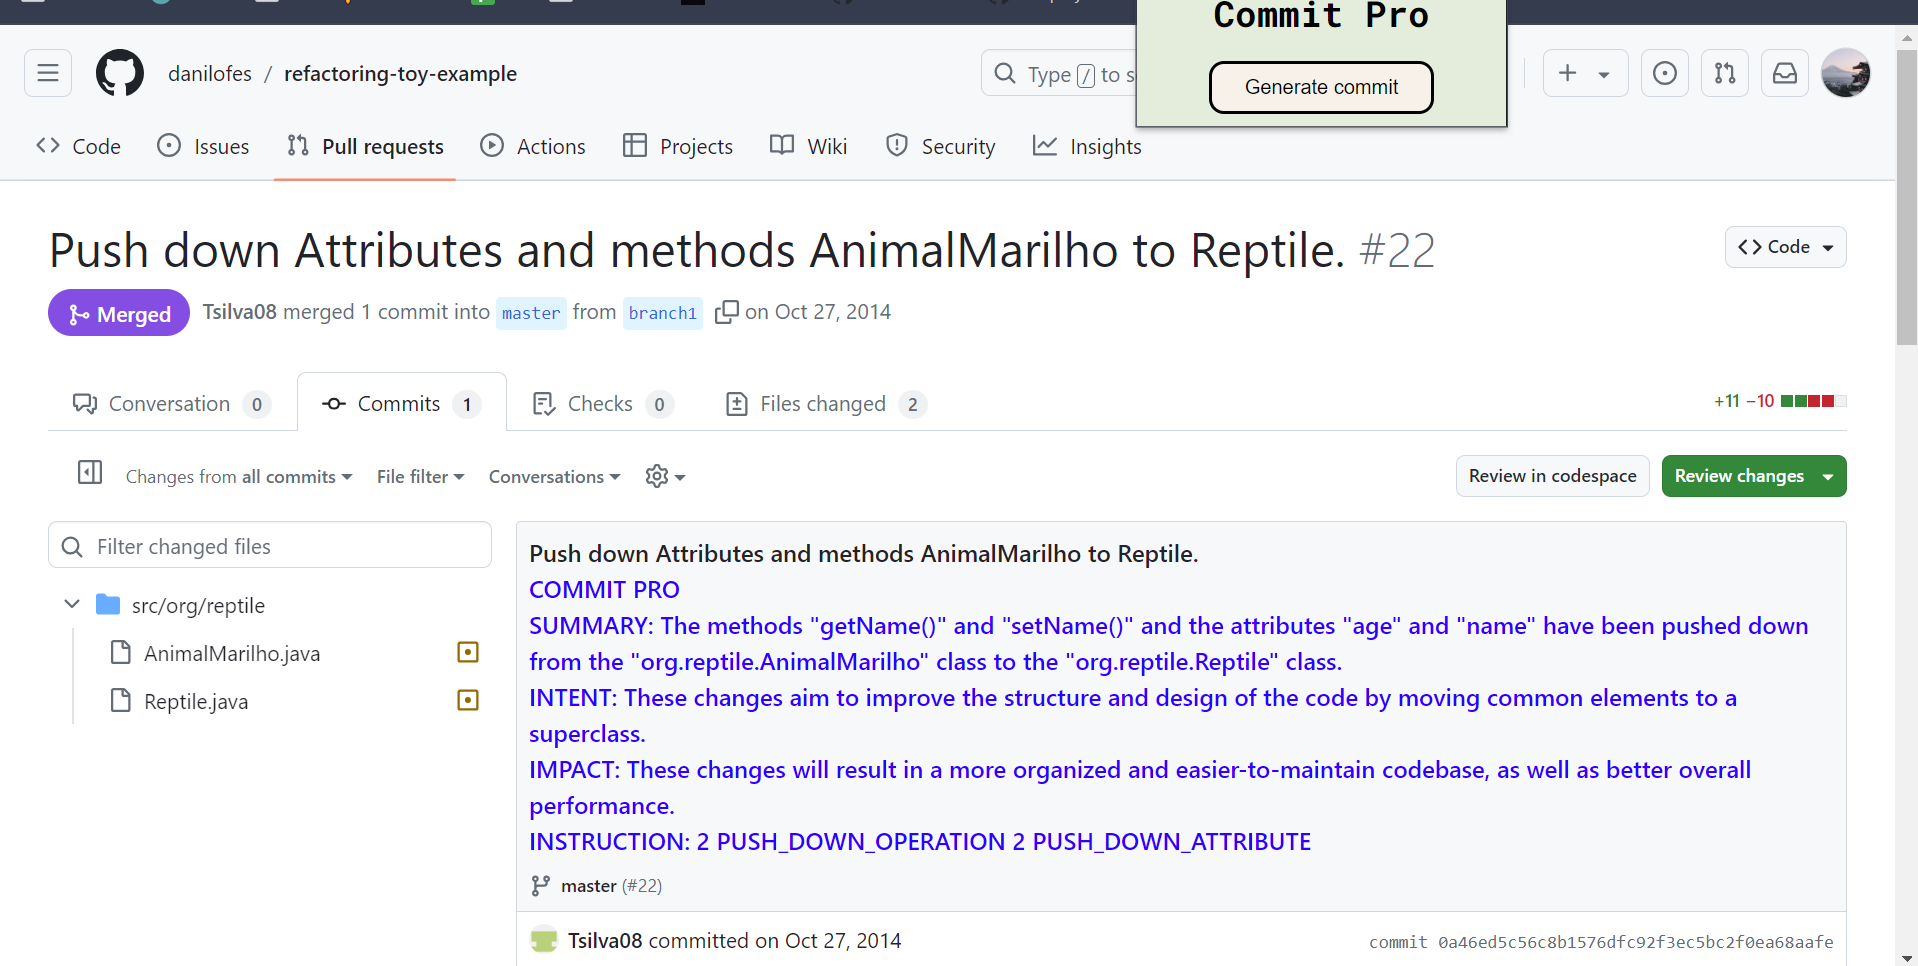 Commit Pro
Generate commit
danilofes / refactoring-toy-example
Type / to s
Code
Issues
Pull requests
Actions
Projects
Wiki
Security
Insights
Push down Attributes and methods AnimalMarilho to Reptile. #22
Code
Merged
Tsilva08 merged 1 commit into master from branch1 on Oct 27, 2014
Conversation 0
Commits 1
Checks 0
Files changed 2
+11 −10
Changes from all commits
File filter
Conversations
Review in codespace
Review changes
Filter changed files
src/org/reptile
AnimalMarilho.java
Reptile.java
Push down Attributes and methods AnimalMarilho to Reptile.
COMMIT PRO
SUMMARY: The methods "getName()" and "setName()" and the attributes "age" and "name" have been pushed down
from the "org.reptile.AnimalMarilho" class to the "org.reptile.Reptile" class.
INTENT: These changes aim to improve the structure and design of the code by moving common elements to a
superclass.
IMPACT: These changes will result in a more organized and easier-to-maintain codebase, as well as better overall
performance.
INSTRUCTION: 2 PUSH_DOWN_OPERATION 2 PUSH_DOWN_ATTRIBUTE
master (#22)
Tsilva08 committed on Oct 27, 2014
commit 0a46ed5c56c8b1576dfc92f3ec5bc2f0ea68aafe